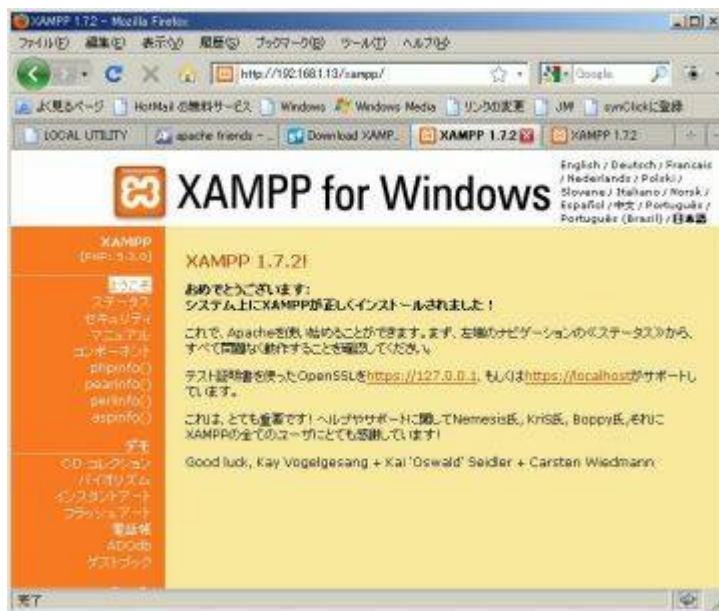 XAMPP 1.7.2 - Mozilla Firefox
ファイル(F) 編集(E) 表示(V) 履歴(S) ブックマーク(B) ツール(T) ヘルプ(H)
http://192.168.1.13/xampp/
Google
よく見るページ HotMail の無料サービス Windows Windows Media リンクの変更 JW synClickに登録
LOCAL UTILITY apache friends - .. Download XAMP.. XAMPP 1.7.2 XAMPP 1.7.2
XAMPP for Windows
English / Deutsch / Francais
/ Nederlands / Polski /
Slovene / Italiano / Norsk /
Español / 中文 / Português /
Português (Brasil) / 日本語
XAMPP
[PHP: 5.3.0]
ようこそ
ステータス
セキュリティ
マニュアル
コンポーネント
phpinfo()
pearinfo()
perlinfo()
aspinfo()
デモ
CD コレクション
バイオリズム
インスタントアート
フラッシュアート
電話帳
ADOdb
ゲストブック
XAMPP 1.7.2!
おめでとうございます:
システム上にXAMPPが正しくインストールされました！
これで、Apacheを使い始めることができます。まず、左端のナビゲーションの≪ステータス≫から、
すべて問題なく動作することを確認してください。
テスト証明書を使ったOpenSSLをhttps://127.0.0.1、もしくはhttps://localhostがサポートし
ています。
これは、とても重要です! ヘルプやサポートに関してNemesis氏、KriS氏、Boppy氏、それに
XAMPPの全てのユーザにとても感謝しています!
Good luck, Kay Vogelgesang + Kai 'Oswald' Seidler + Carsten Wiedmann
完了